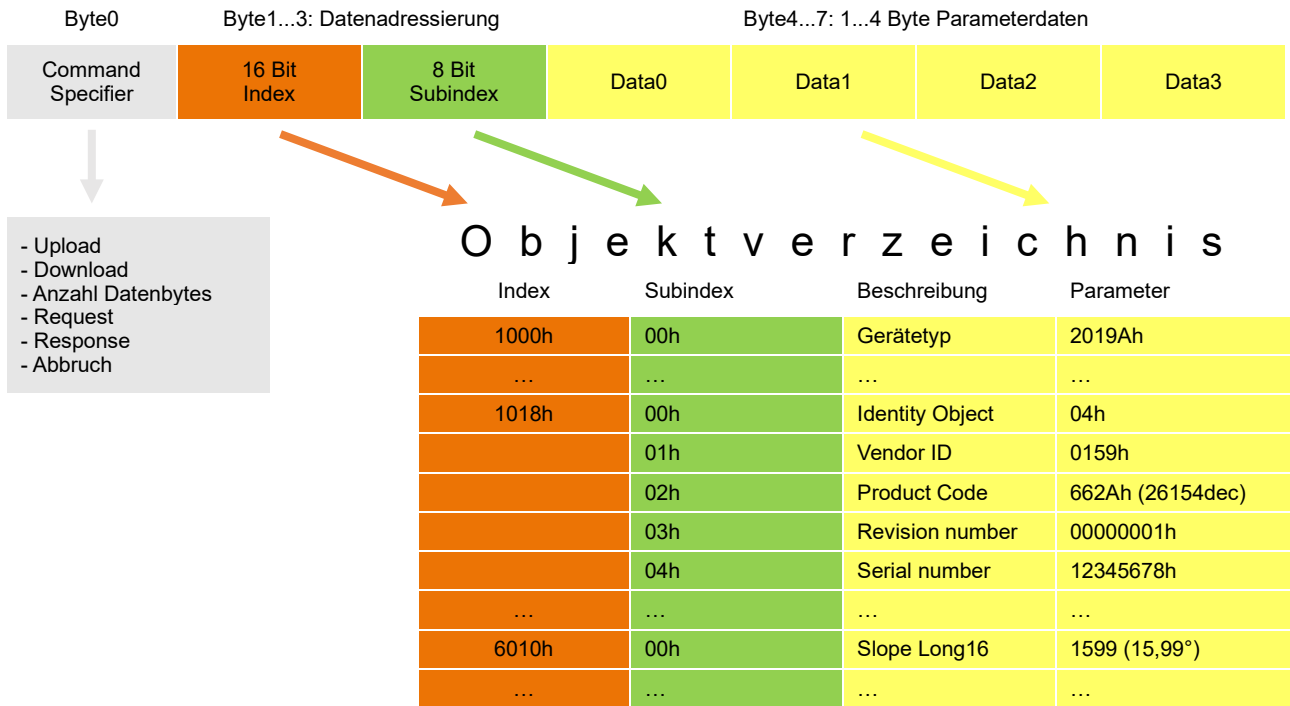 Byte0 Byte1...3: Datenadressierung Byte4...7: 1...4 Byte Parameterdaten
Command Specifier 16 Bit Index 8 Bit Subindex Data0 Data1 Data2 Data3
- Upload
- Download
- Anzahl Datenbytes
- Request
- Response
- Abbruch
Objektverzeichnis
Index Subindex Beschreibung Parameter
1000h 00h Gerätetyp 2019Ah
… … … …
1018h 00h Identity Object 04h
01h Vendor ID 0159h
02h Product Code 662Ah (26154dec)
03h Revision number 00000001h
04h Serial number 12345678h
… … … …
6010h 00h Slope Long16 1599 (15,99°)
… … … …